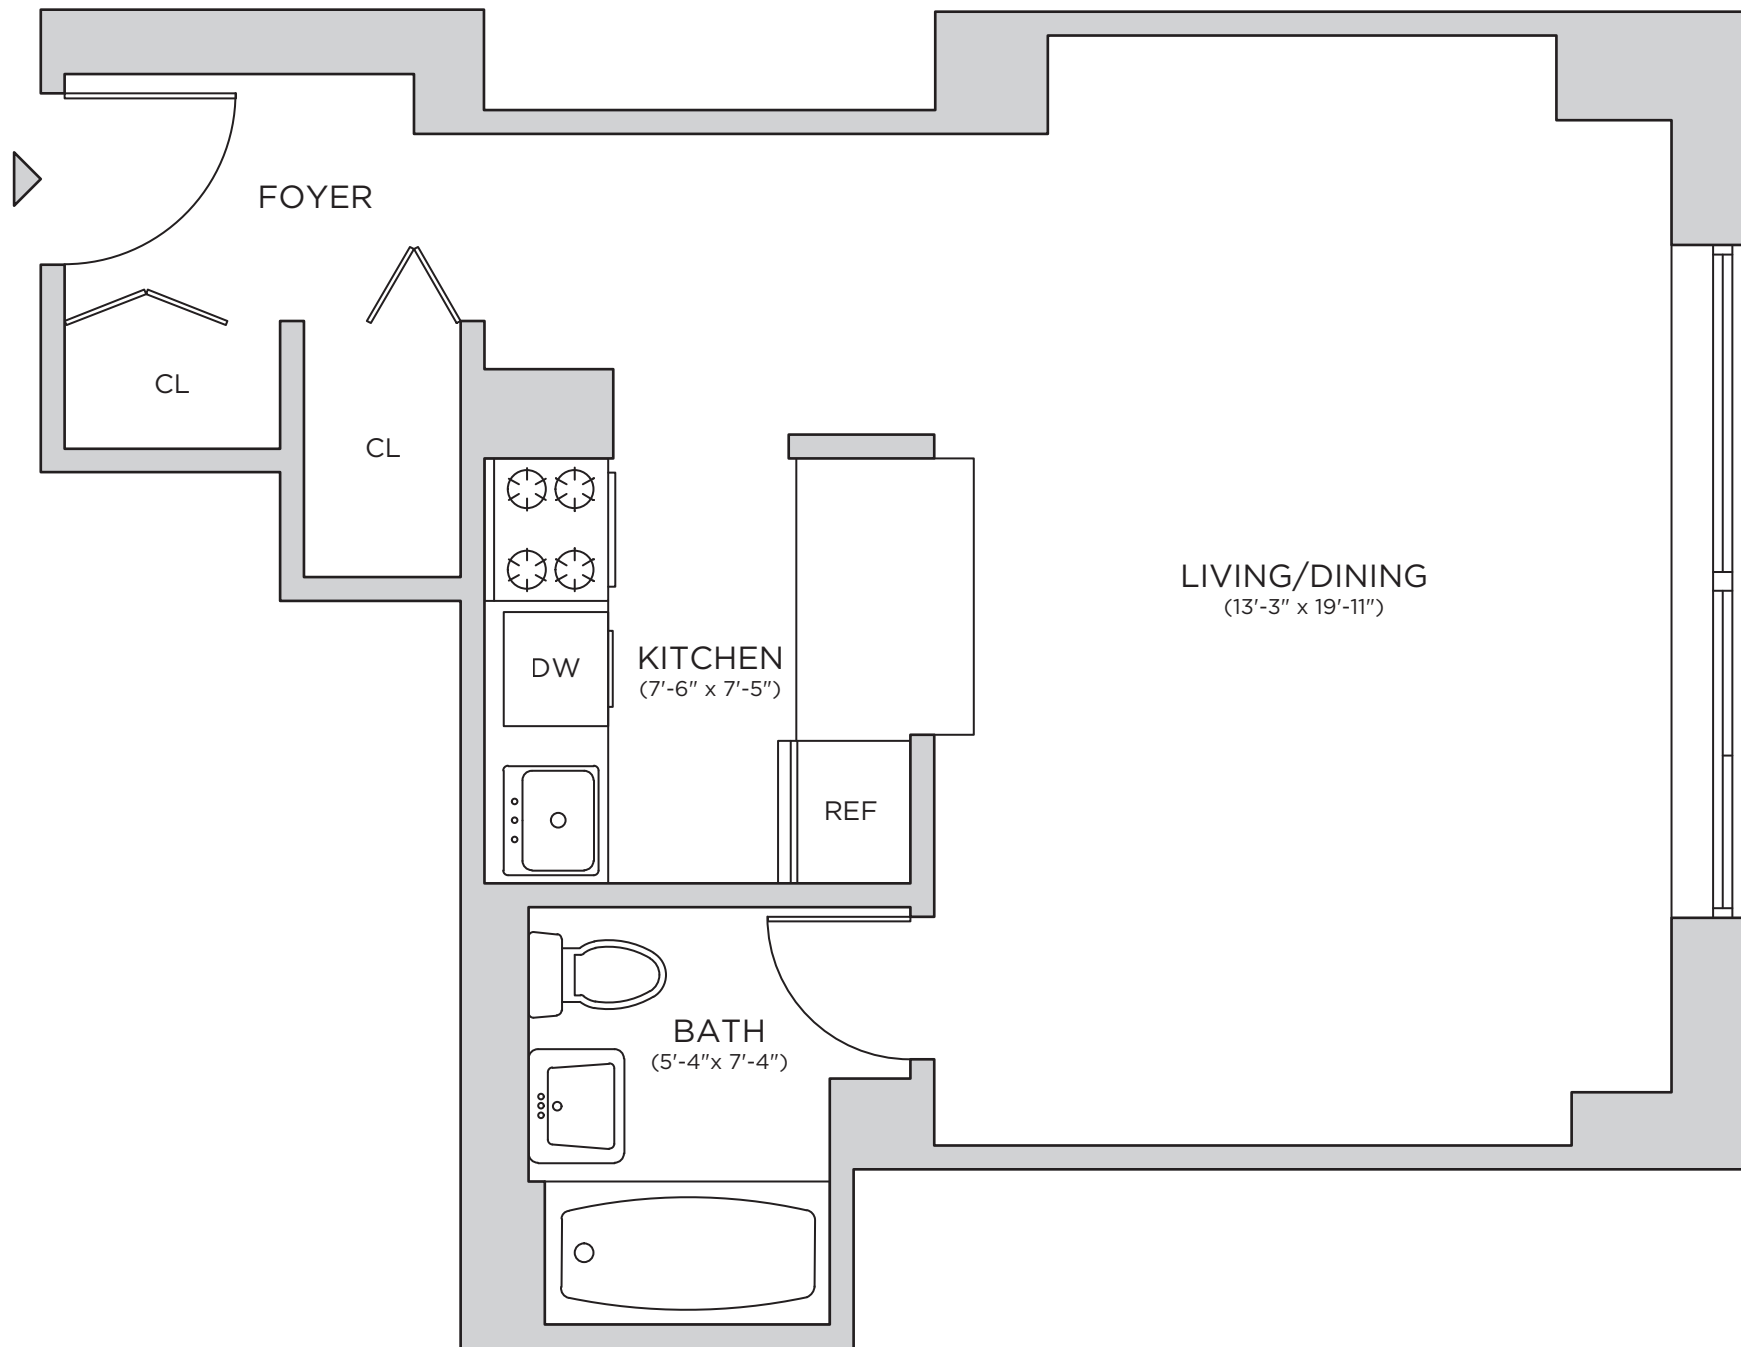 FOYER
CL
CL
LIVING/DINING
(13'-3" x 19'-11")
KITCHEN
(7'-6" x 7'-5")
DW
REF
BATH
(5'-4"x 7'-4")